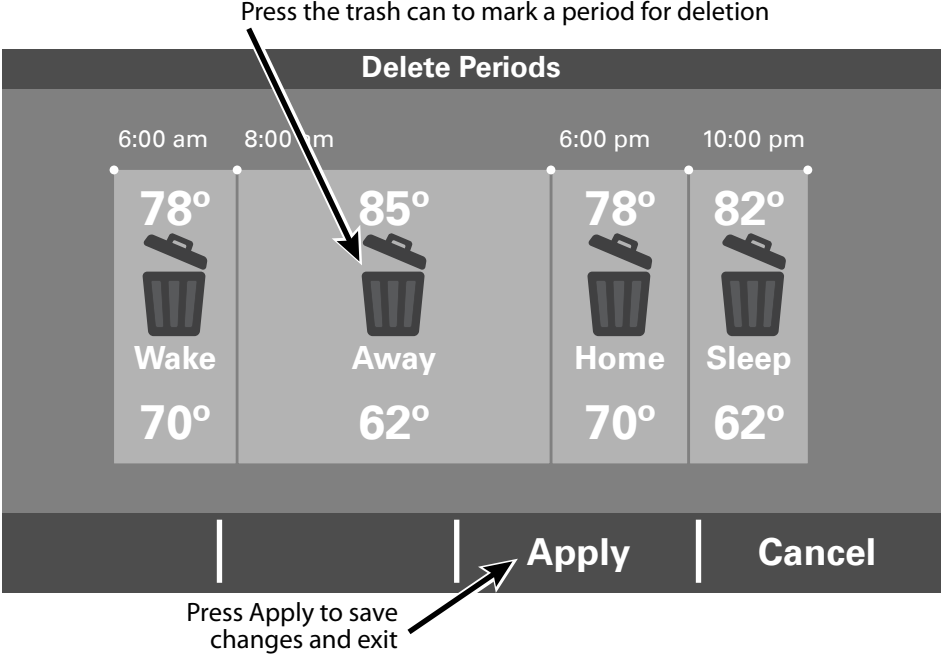 Press the trash can to mark a period for deletion
Delete Periods
6:00 am 8:00 am 6:00 pm 10:00 pm
78º 85º 78º 82º
Wake Away Home Sleep
70º 62º 70º 62º
Apply Cancel
Press Apply to save
changes and exit